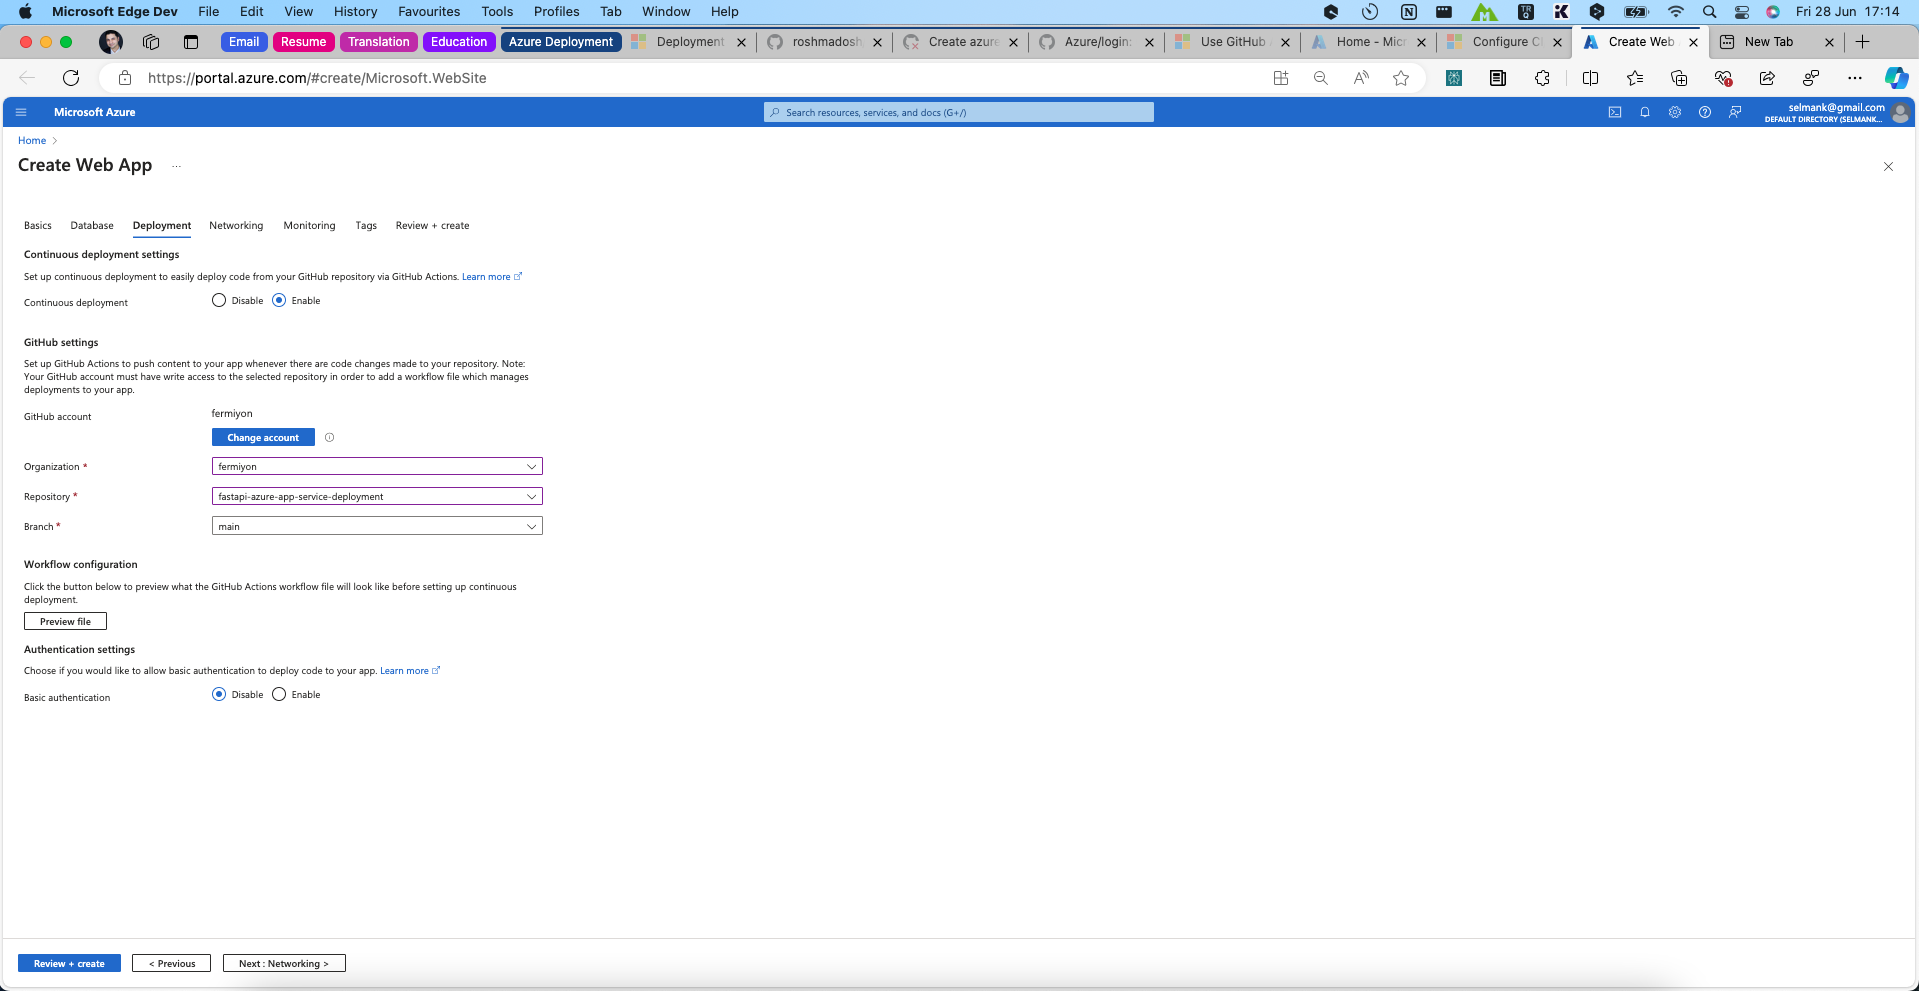 Microsoft Edge Dev File Edit View History Favourites Tools Profiles Tab Window Help Fri 28 Jun 17:14
Email Resume Translation Education Azure Deployment Deployment roshmadosh Create azure Azure/login: Use GitHub Home - Micr Configure C Create Web New Tab
https://portal.azure.com/#create/Microsoft.WebSite
Microsoft Azure
Search resources, services, and docs (G+/)
selmank@gmail.com
DEFAULT DIRECTORY (SELMANK...
Home >
Create Web App ...
Basics Database Deployment Networking Monitoring Tags Review + create
Continuous deployment settings
Set up continuous deployment to easily deploy code from your GitHub repository via GitHub Actions. Learn more
Continuous deployment Disable Enable
GitHub settings
Set up GitHub Actions to push content to your app whenever there are code changes made to your repository. Note:
Your GitHub account must have write access to the selected repository in order to add a workflow file which manages
deployments to your app.
GitHub account fermiyon
Change account
Organization * fermiyon
Repository * fastapi-azure-app-service-deployment
Branch * main
Workflow configuration
Click the button below to preview what the GitHub Actions workflow file will look like before setting up continuous
deployment.
Preview file
Authentication settings
Choose if you would like to allow basic authentication to deploy code to your app. Learn more
Basic authentication Disable Enable
Review + create < Previous Next : Networking >